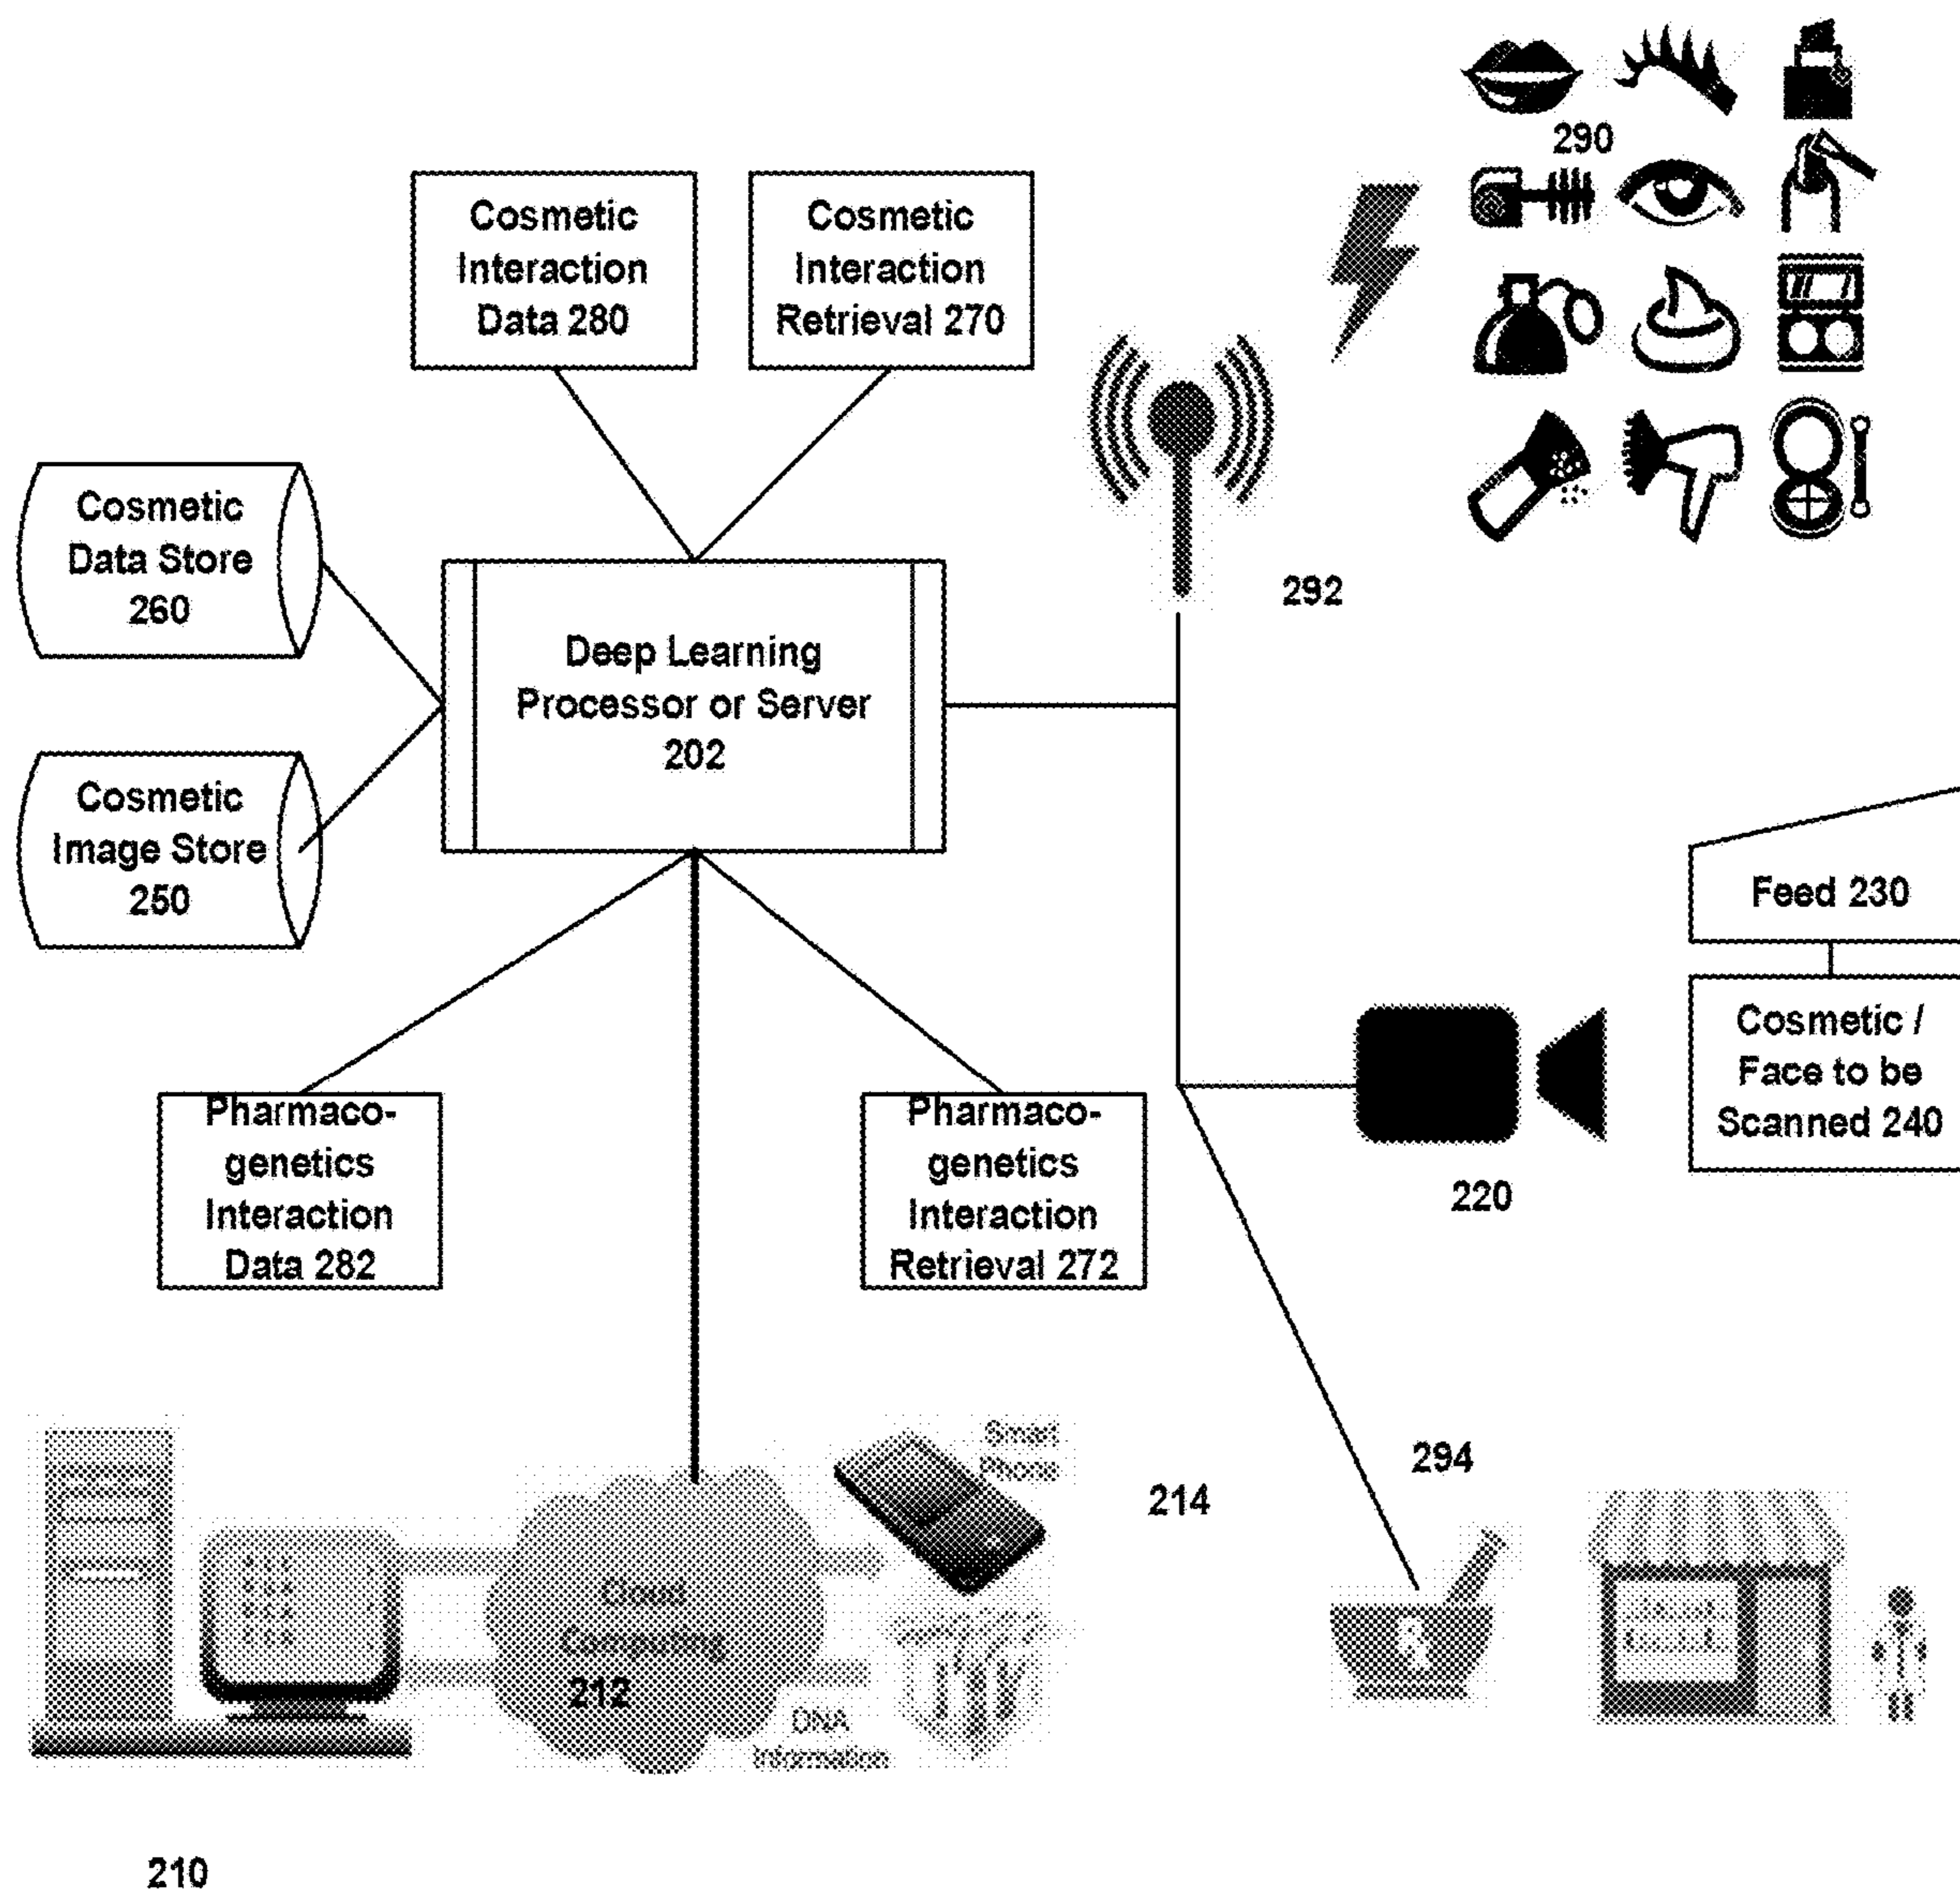 290
Cosmetic
Interaction
Data 280
Cosmetic
Interaction
Retrieval 270
Cosmetic
Data Store
260
292
Deep Learning
Processor or Server
202
Cosmetic
Image Store
250
Feed 230
Cosmetic /
Face to be
Scanned 240
Pharmaco-
genetics
Interaction
Data 282
Pharmaco-
genetics
Interaction
Retrieval 272
220
Smart
Phone
294
214
Cloud
Computing
212
DNA
Information
210